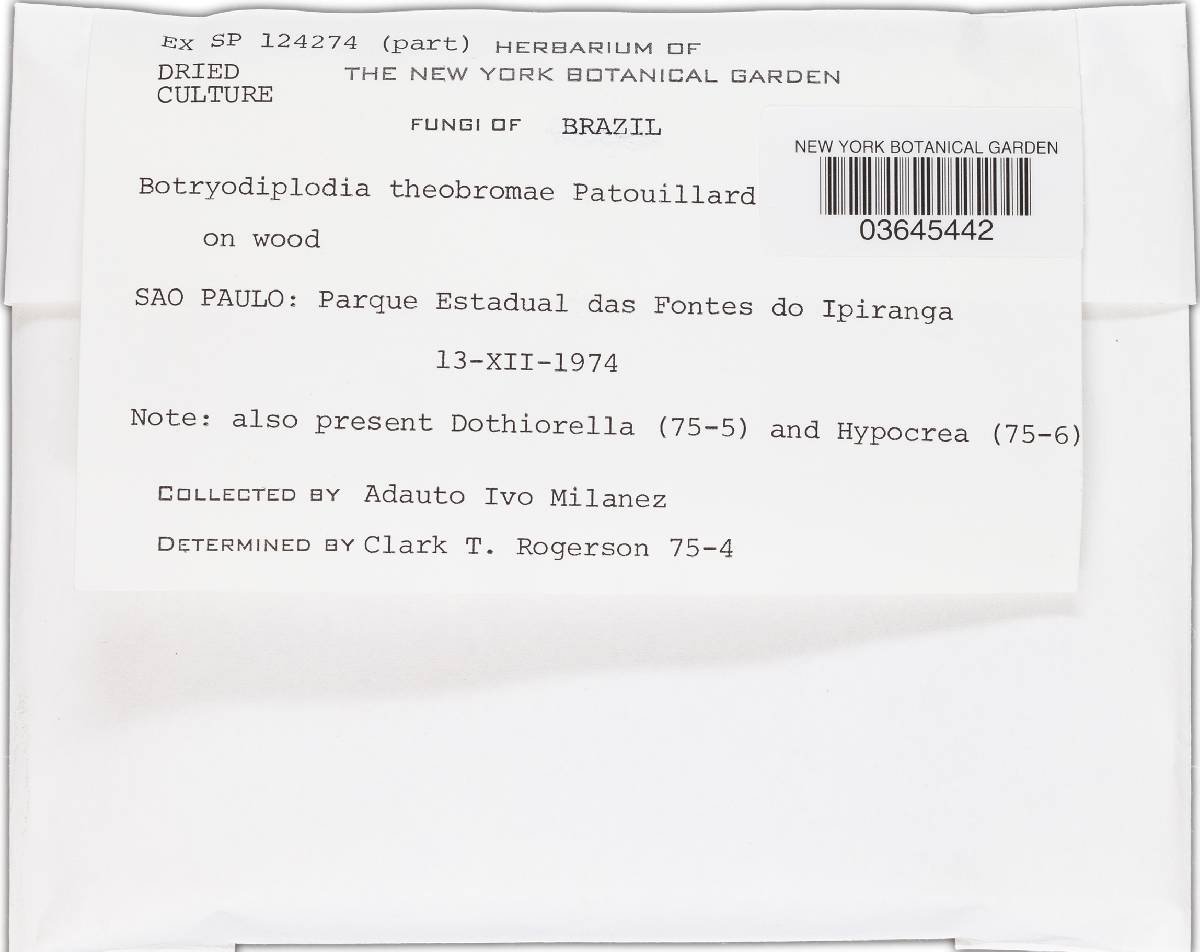 Ex SP 124274 (part) HERBARIUM OF
DRIED THE NEW YORK BOTANICAL GARDEN
CULTURE
FUNGI OF BRAZIL
NEW YORK BOTANICAL GARDEN
03645442
Botryodiplodia theobromae Patouillard
on wood
SAO PAULO: Parque Estadual das Fontes do Ipiranga
13-XII-1974
Note: also present Dothiorella (75-5) and Hypocrea (75-6)
COLLECTED BY Adauto Ivo Milanez
DETERMINED BY Clark T. Rogerson 75-4